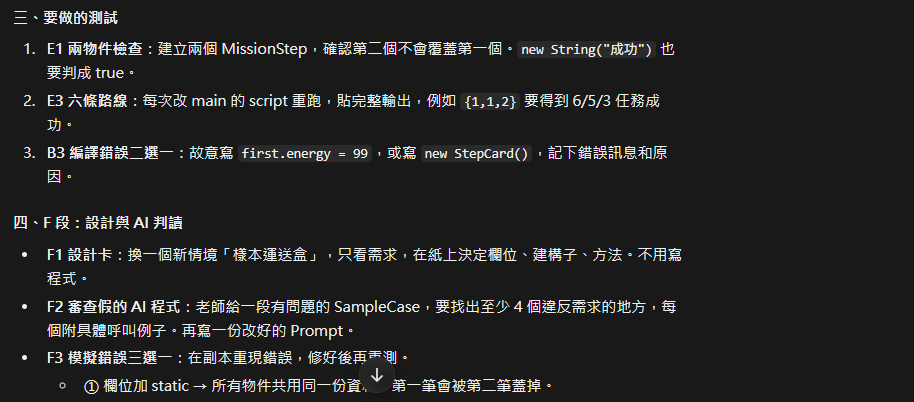 三、要做的測試
1. E1 兩物件檢查：建立兩個 MissionStep，確認第二個不會覆蓋第一個。new String("成功") 也
要判成 true。
2. E3 六條路線：每次改 main 的 script 重跑，貼完整輸出，例如 {1,1,2} 要得到 6/5/3 任務成
功。
3. B3 編譯錯誤二選一：故意寫 first.energy = 99，或寫 new StepCard()，記下錯誤訊息和原
因。
四、F 段：設計與 AI 判讀
• F1 設計卡：換一個新情境「樣本運送盒」，只看需求，在紙上決定欄位、建構子、方法。不用寫
程式。
• F2 審查假的 AI 程式：老師給一段有問題的 SampleCase，要找出至少 4 個違反需求的地方，每
個附具體呼叫例子。再寫一份改好的 Prompt。
• F3 模擬錯誤三選一：在副本重現錯誤，修好後再重測。
◦ ① 欄位加 static → 所有物件共用同一份資 第一筆會被第二筆蓋掉。